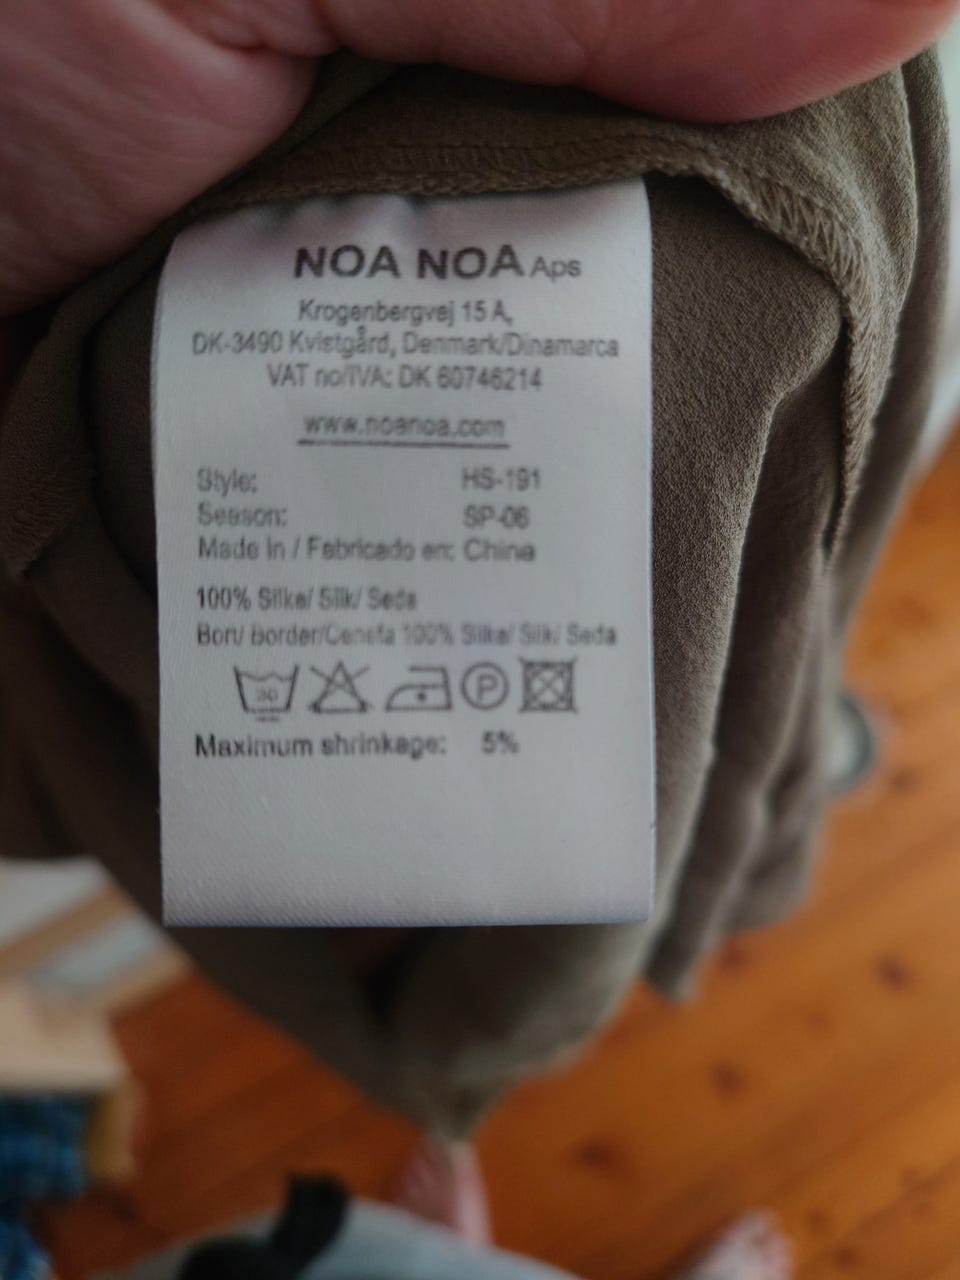 NOA NOA Aps
Krogenbergvej 15 A,
DK-3490 Kvistgård, Denmark/Dinamarca
VAT no/IVA: DK 60746214
www.noanoa.com
Style: HS-191
Season: SP-06
Made in / Fabricado en: China
100% Silke/ Silk/ Seda
Bort/ Border/Ceneta 100% Silke/ Silk/ Seda
30
P
Maximum shrinkage: 5%